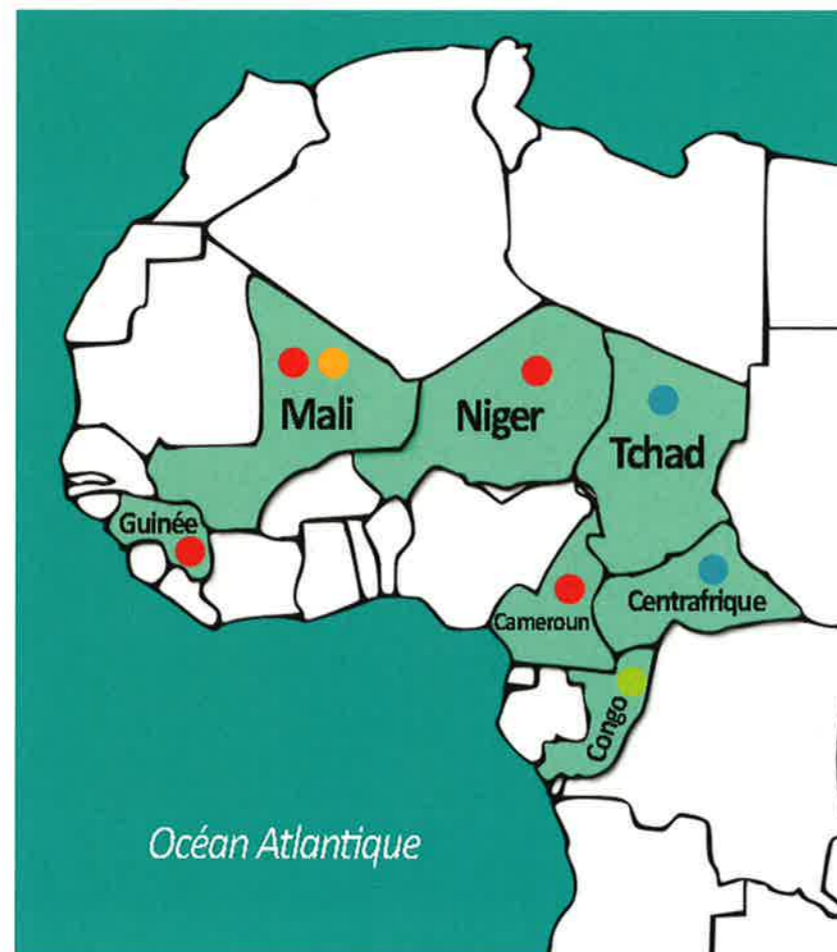 Mali
Niger
Tchad
Guinée
Cameroun
Centrafrique
Congo
Océan Atlantique